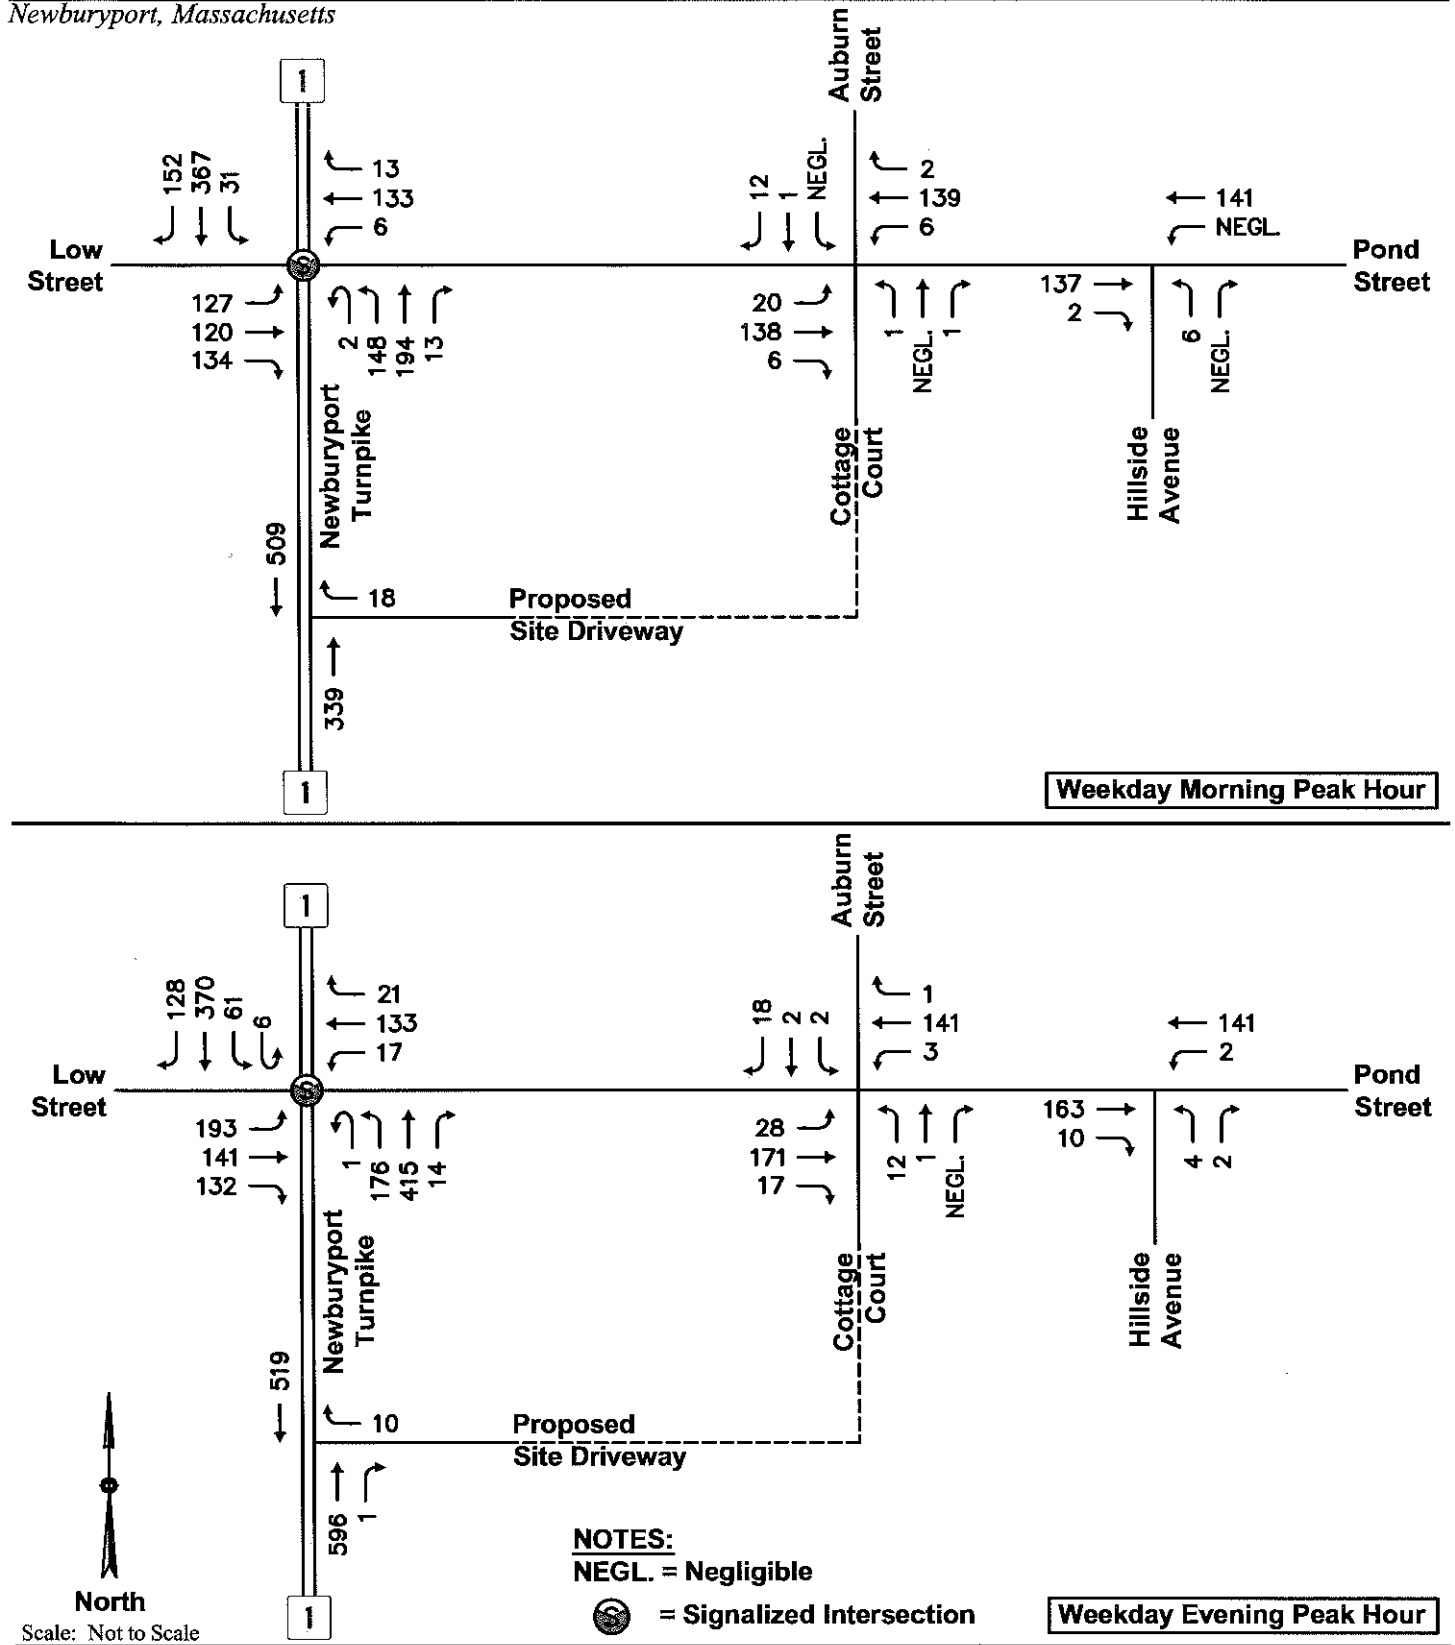 Newburyport, Massachusetts
1
Auburn
Street
152
367
31
13
133
6
12
1
NEGL.
2
139
6
141
NEGL.
Low
Street
S
Pond
Street
127
120
134
2
148
194
13
20
138
6
1
NEGL.
1
137
2
6
NEGL.
Newburyport
Turnpike
Cottage
Court
Hillside
Avenue
509
18
Proposed
Site Driveway
339
1
Weekday Morning Peak Hour
1
Auburn
Street
128
370
61
6
21
133
17
18
2
2
1
141
3
141
2
Low
Street
S
Pond
Street
193
141
132
1
176
415
14
28
171
17
12
1
NEGL.
163
10
4
2
Newburyport
Turnpike
Cottage
Court
Hillside
Avenue
519
10
Proposed
Site Driveway
596
1
NOTES:
NEGL. = Negligible
S = Signalized Intersection
North
Scale: Not to Scale
1
Weekday Evening Peak Hour